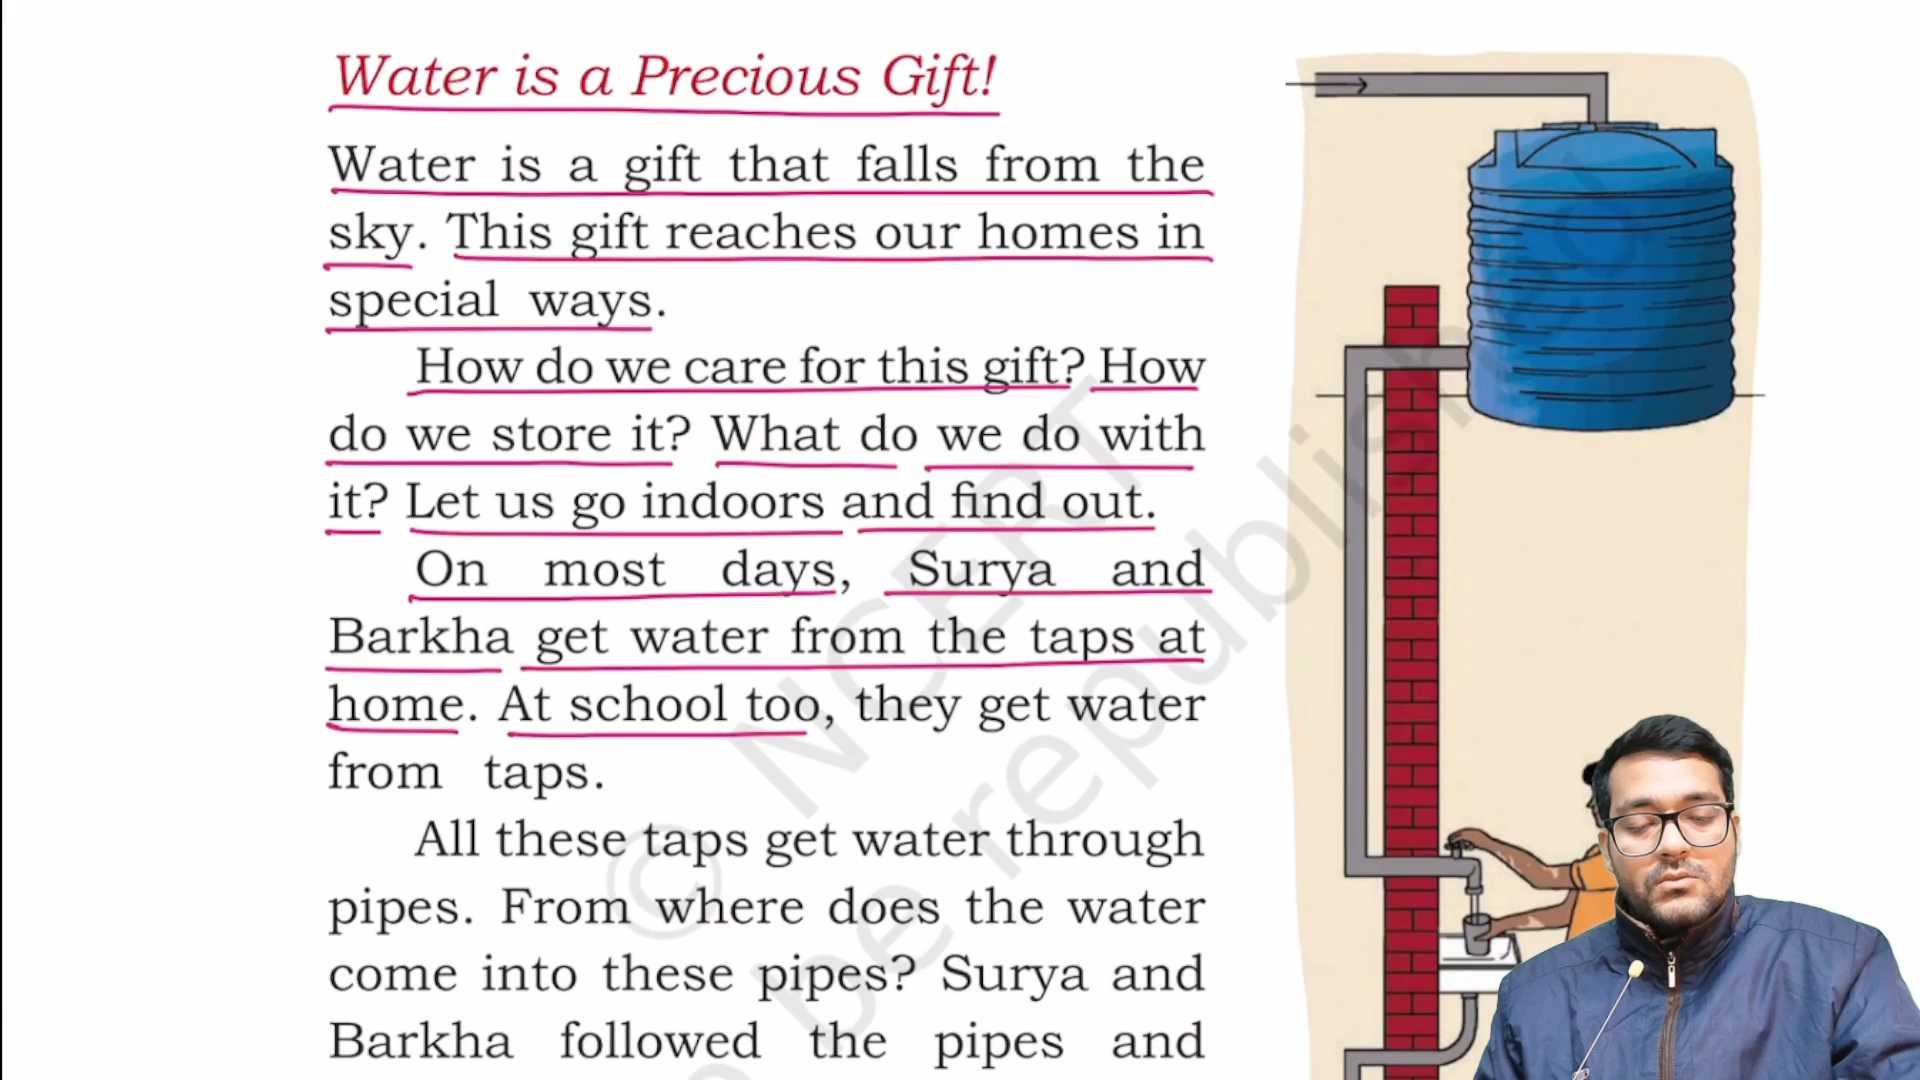 Water is a Precious Gift!
Water is a gift that falls from the
sky. This gift reaches our homes in
special ways.
How do we care for this gift? How
do we store it? What do we do with
it? Let us go indoors and find out.
On most days, Surya and
Barkha get water from the taps at
home. At school too, they get water
from taps.
All these taps get water through
pipes. From where does the water
come into these pipes? Surya and
Barkha followed the pipes and
© NCERT
be republished